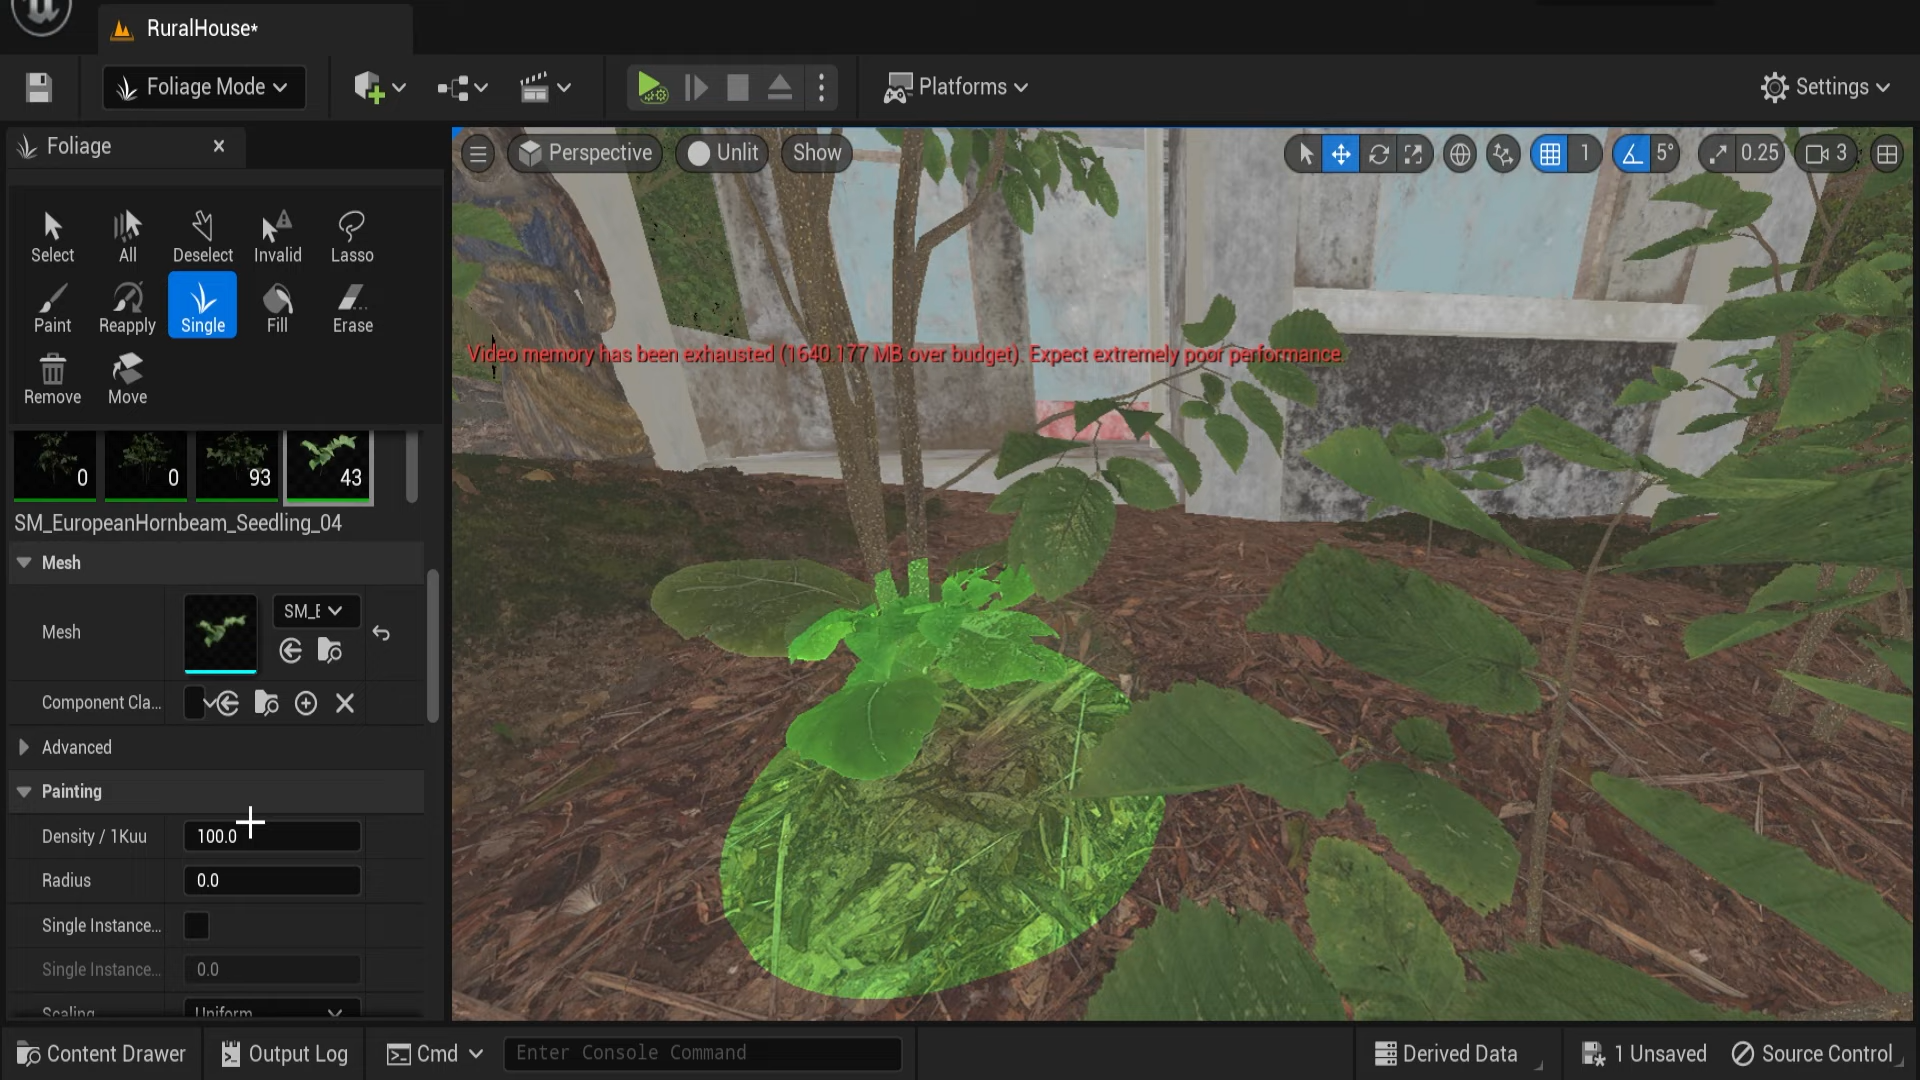 RuralHouse*
Foliage Mode
Platforms
Settings
Foliage
Perspective
Unlit
Show
1
5°
0.25
3
Select
All
Deselect
Invalid
Lasso
Paint
Reapply
Single
Fill
Erase
Remove
Move
Video memory has been exhausted (1640.177 MB over budget). Expect extremely poor performance
0
0
93
43
SM_EuropeanHornbeam_Seedling_04
Mesh
Mesh
SM_E
Component Cla...
Advanced
Painting
Density / 1Kuu
100.0
Radius
0.0
Single Instance...
Single Instance...
0.0
Scaling
Uniform
Content Drawer
Output Log
Cmd
Enter Console Command
Derived Data
1 Unsaved
Source Control